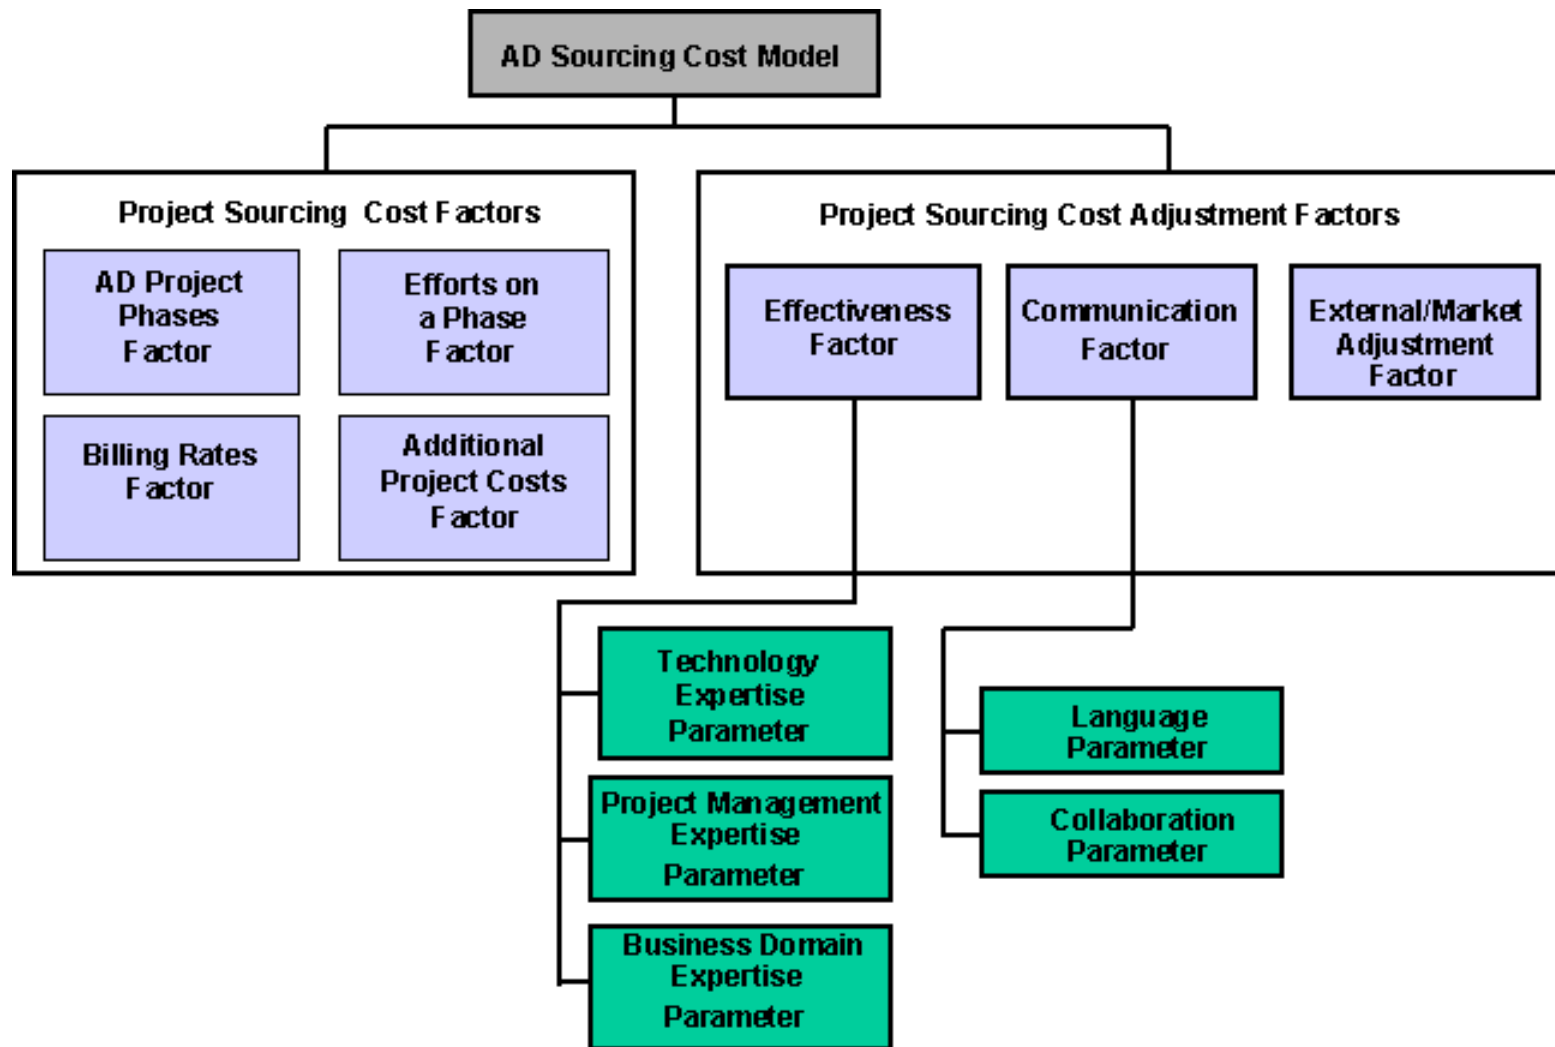 AD Sourcing Cost Model
Project Sourcing Cost Factors
AD Project
Phases
Factor
Efforts on
a Phase
Factor
Billing Rates
Factor
Additional
Project Costs
Factor
Project Sourcing Cost Adjustment Factors
Effectiveness
Factor
Communication
Factor
External/Market
Adjustment
Factor
Technology
Expertise
Parameter
Project Management
Expertise
Parameter
Business Domain
Expertise
Parameter
Language
Parameter
Collaboration
Parameter